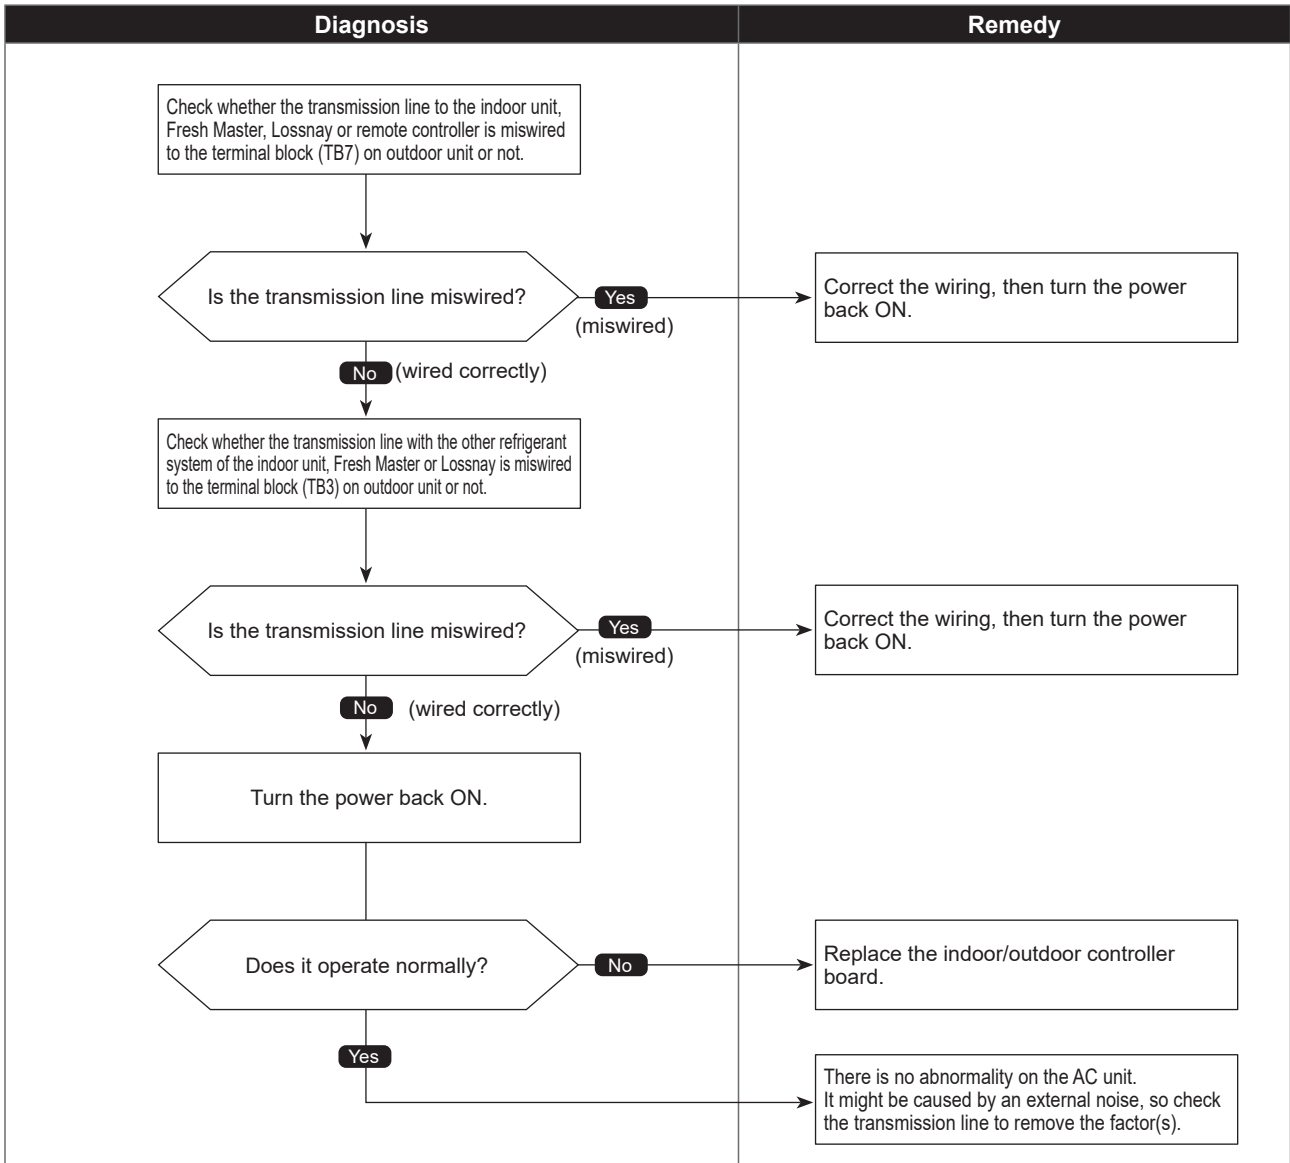 Diagnosis
Remedy
Check whether the transmission line to the indoor unit,
Fresh Master, Lossnay or remote controller is miswired
to the terminal block (TB7) on outdoor unit or not.
Is the transmission line miswired?
Yes
(miswired)
Correct the wiring, then turn the power
back ON.
No (wired correctly)
Check whether the transmission line with the other refrigerant
system of the indoor unit, Fresh Master or Lossnay is miswired
to the terminal block (TB3) on outdoor unit or not.
Is the transmission line miswired?
Yes
(miswired)
Correct the wiring, then turn the power
back ON.
No (wired correctly)
Turn the power back ON.
Does it operate normally?
No
Replace the indoor/outdoor controller
board.
Yes
There is no abnormality on the AC unit.
It might be caused by an external noise, so check
the transmission line to remove the factor(s).